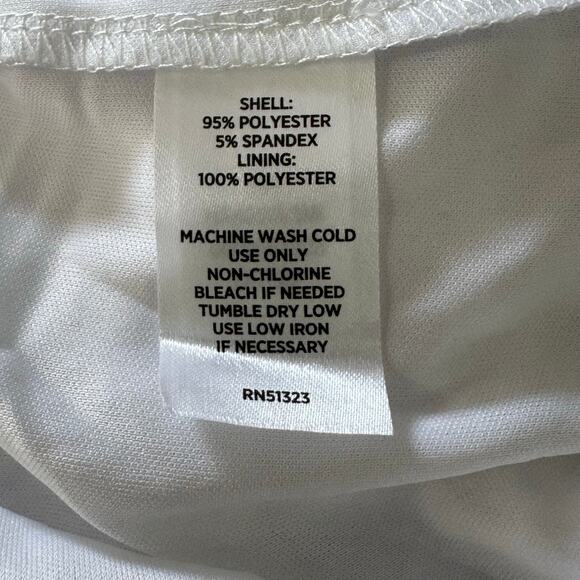 SHELL:
95% POLYESTER
5% SPANDEX
LINING:
100% POLYESTER
MACHINE WASH COLD
USE ONLY
NON-CHLORINE
BLEACH IF NEEDED
TUMBLE DRY LOW
USE LOW IRON
IF NECESSARY
RN51323